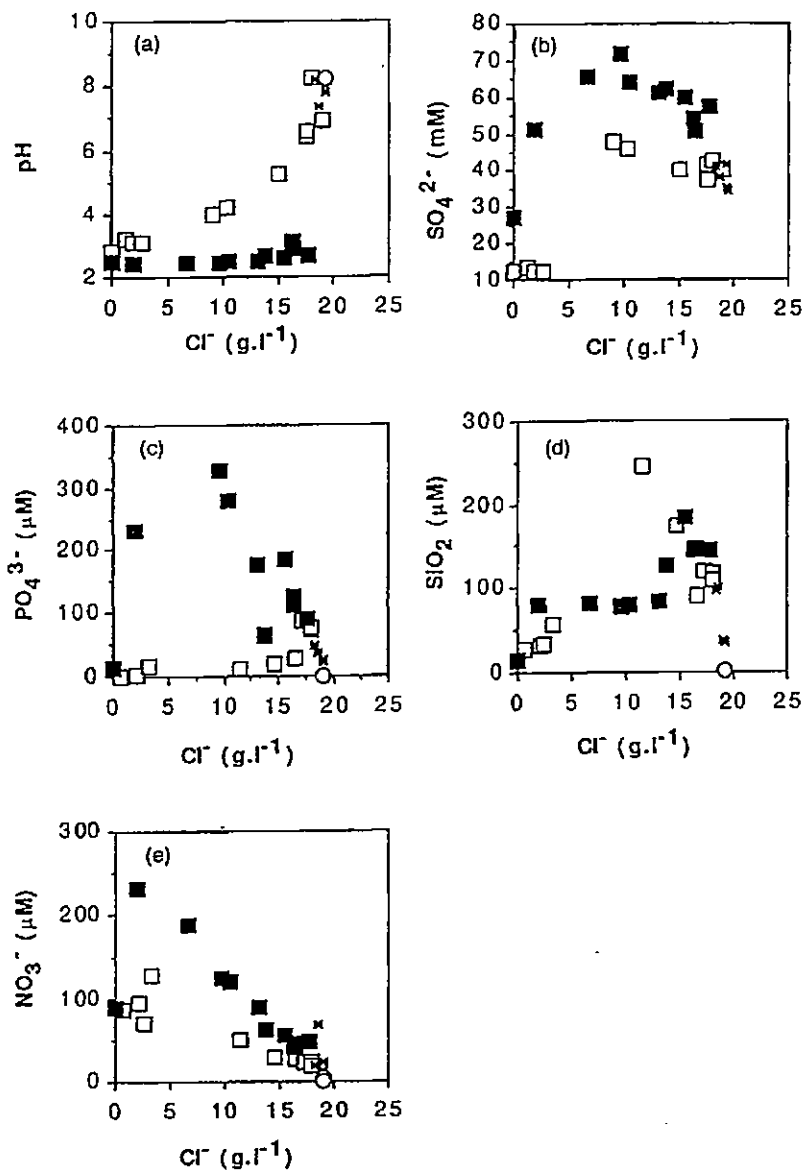 (a)
pH
10
8
6
4
2
0 5 10 15 20 25
Cl⁻ (g.l⁻¹)
(b)
SO₄²⁻ (mM)
80
70
60
50
40
30
20
10
0 5 10 15 20 25
Cl⁻ (g.l⁻¹)
(c)
PO₄³⁻ (μM)
400
300
200
100
0
0 5 10 15 20 25
Cl⁻ (g.l⁻¹)
(d)
SiO₂ (μM)
300
200
100
0
0 5 10 15 20 25
Cl⁻ (g.l⁻¹)
(e)
NO₃⁻ (μM)
300
200
100
0
0 5 10 15 20 25
Cl⁻ (g.l⁻¹)